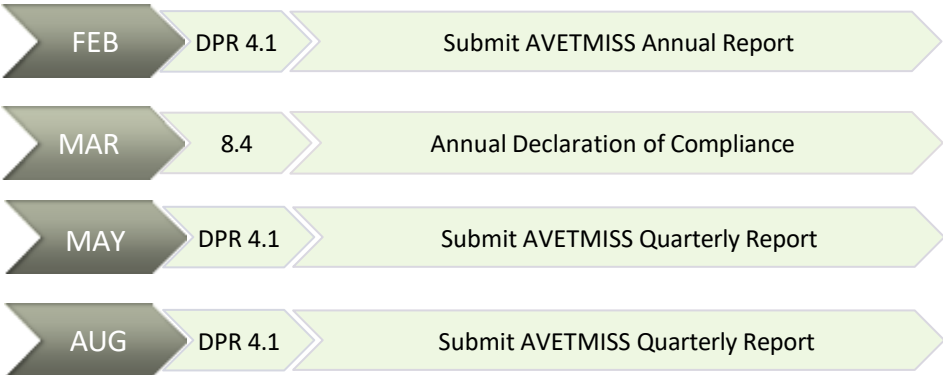 FEB DPR 4.1 Submit AVETMISS Annual Report
MAR 8.4 Annual Declaration of Compliance
MAY DPR 4.1 Submit AVETMISS Quarterly Report
AUG DPR 4.1 Submit AVETMISS Quarterly Report